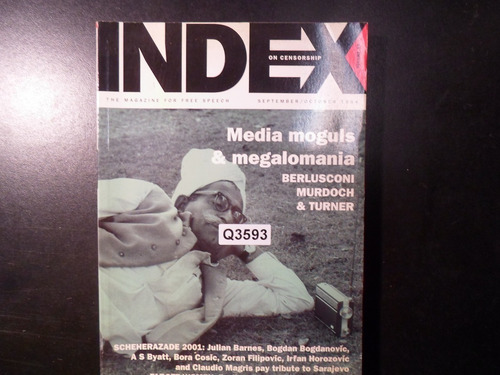 INDEX
ON CENSORSHIP
THE MAGAZINE FOR FREE SPEECH
SEPTEMBER/OCTOBER 1994
Media moguls
& megalomania
BERLUSCONI
MURDOCH
& TURNER
Q3593
SCHEHERAZADE 2001: Julian Barnes, Bogdan Bogdanovic,
A S Byatt, Bora Cosic, Zoran Filipovic, Irfan Horozovic
and Claudio Magris pay tribute to Sarajevo